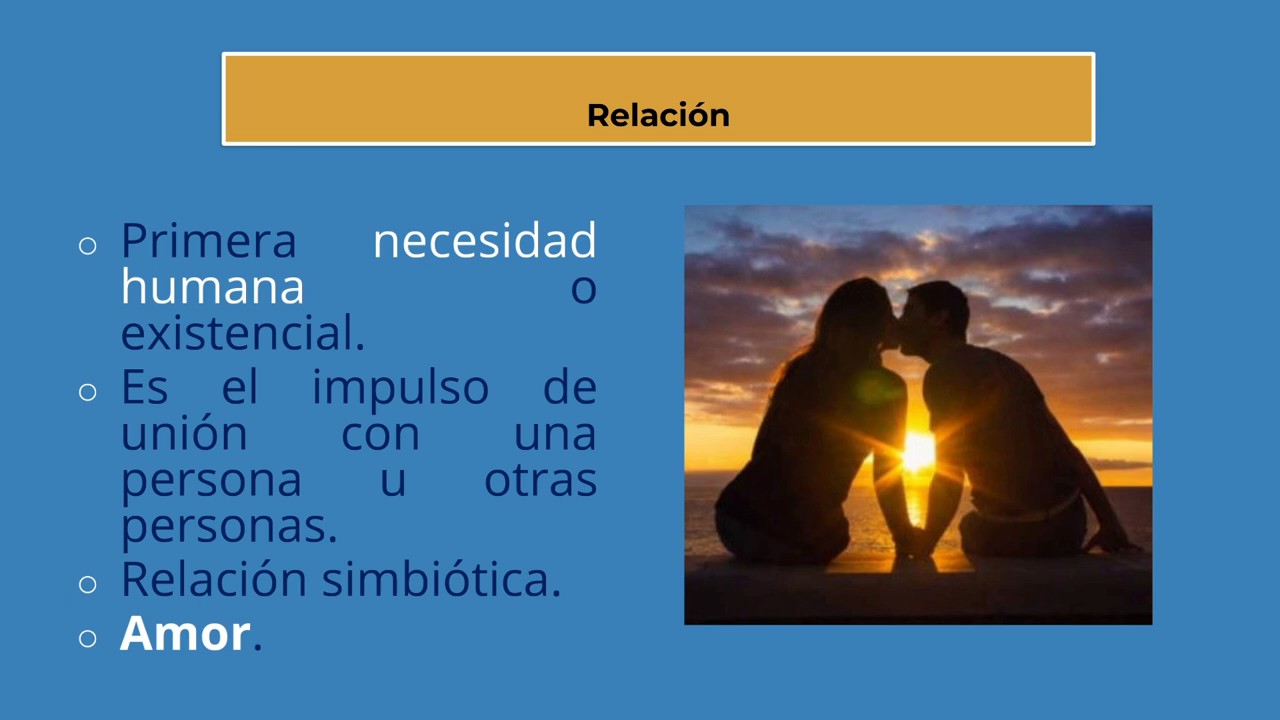 Relación
Primera necesidad
humana o
existencial.
Es el impulso de
unión con una
persona u otras
personas.
Relación simbiótica.
Amor.